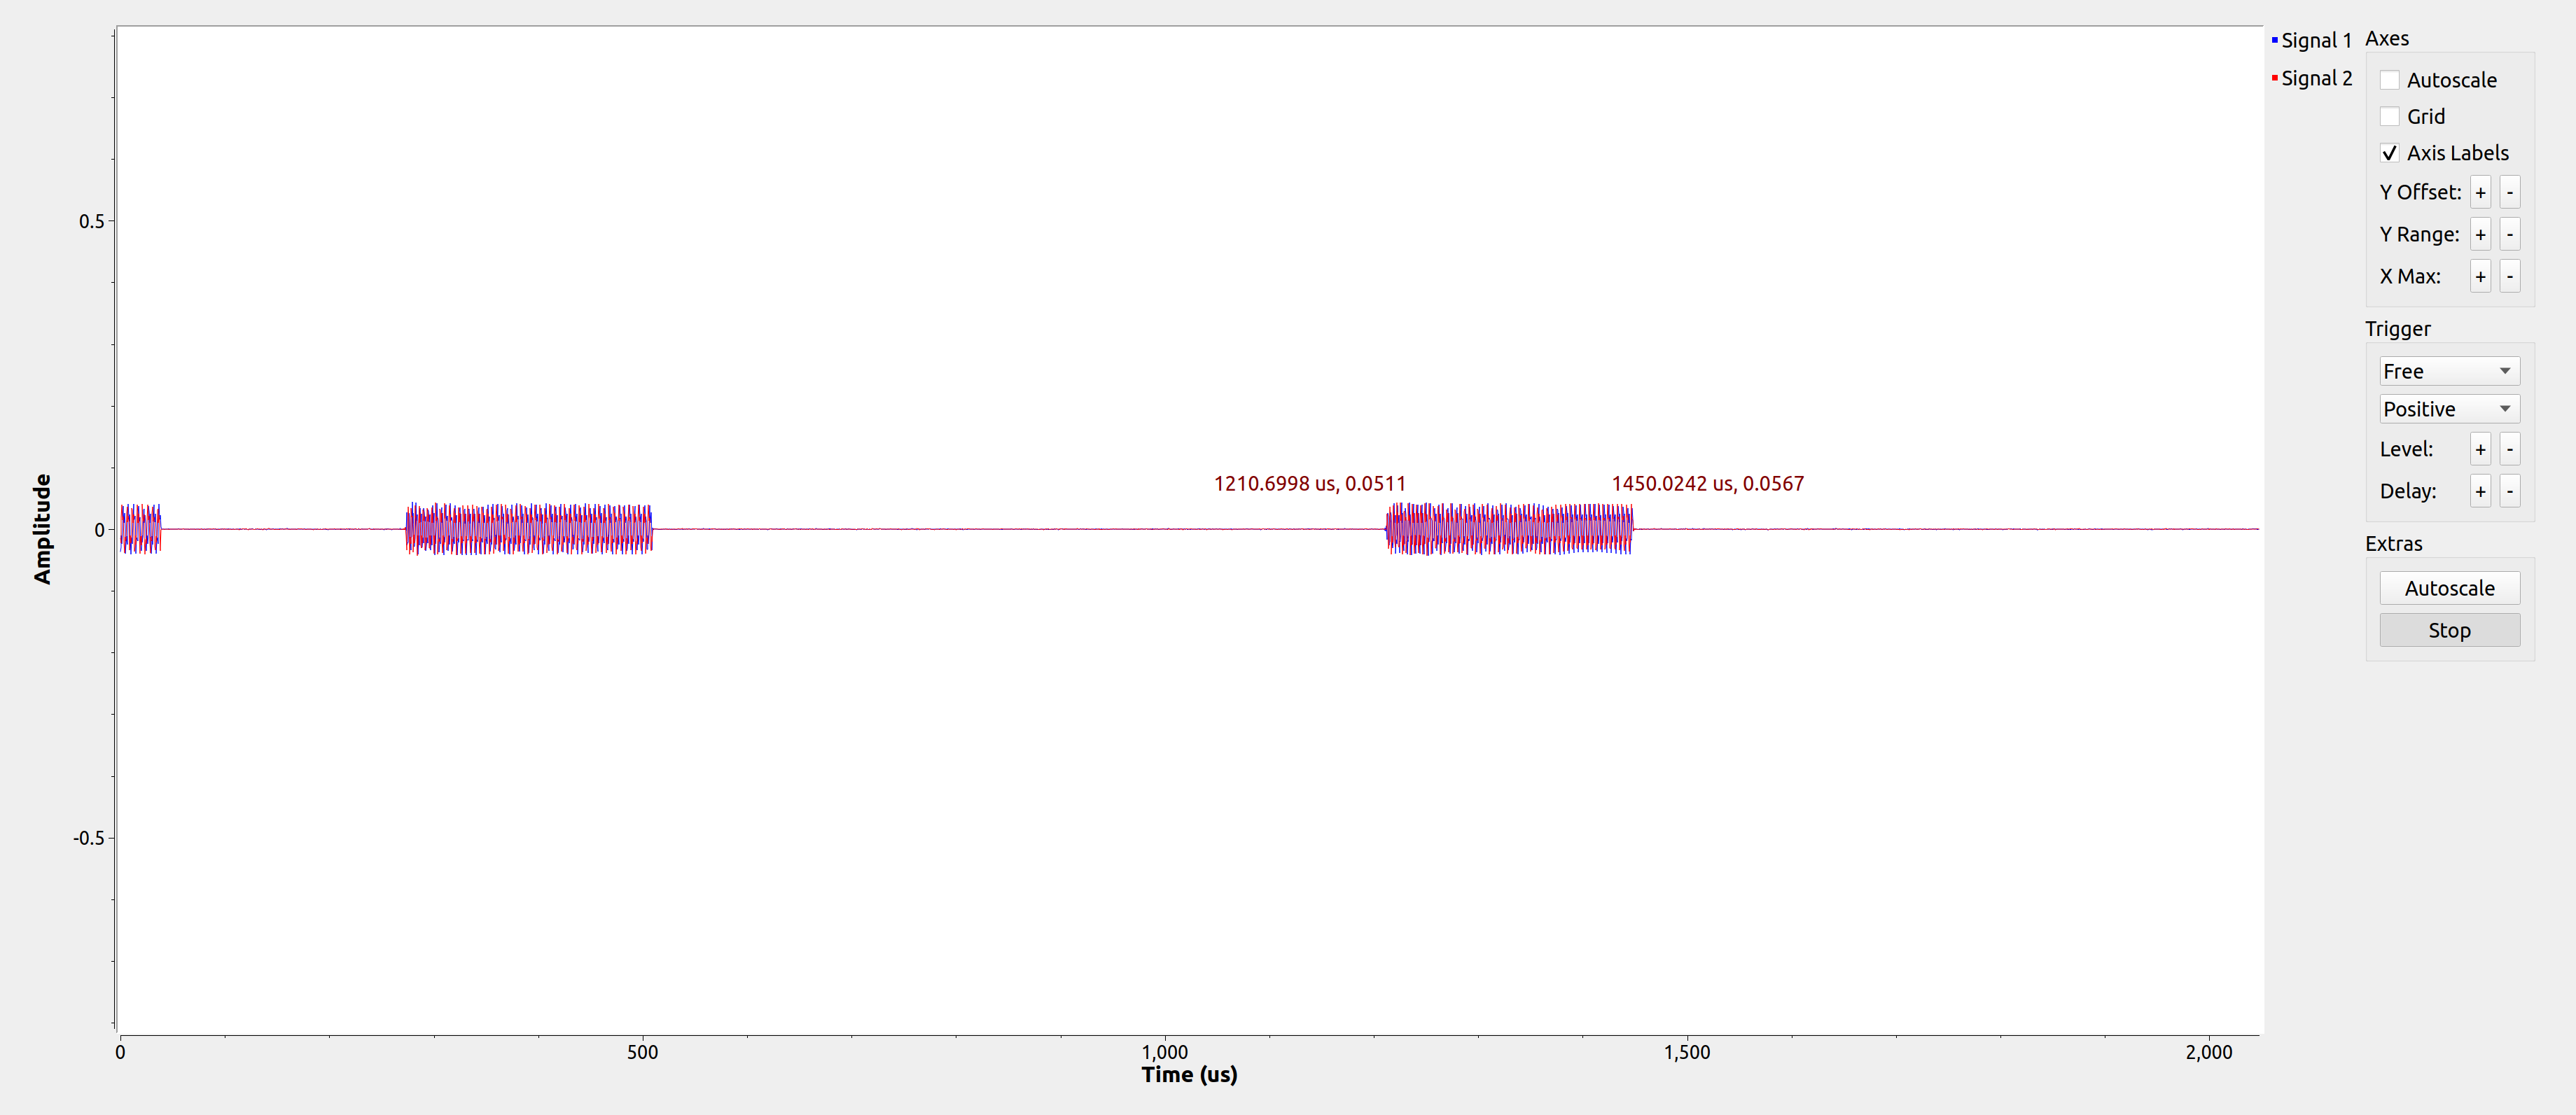 Signal 1
Signal 2
Axes
Autoscale
Grid
Axis Labels
Y Offset: + -
Y Range: + -
X Max: + -
Trigger
Free
Positive
Level: + -
Delay: + -
Extras
Autoscale
Stop
Amplitude
0.5
0
-0.5
1210.6998 us, 0.0511
1450.0242 us, 0.0567
0 500 1,000 1,500 2,000
Time (us)